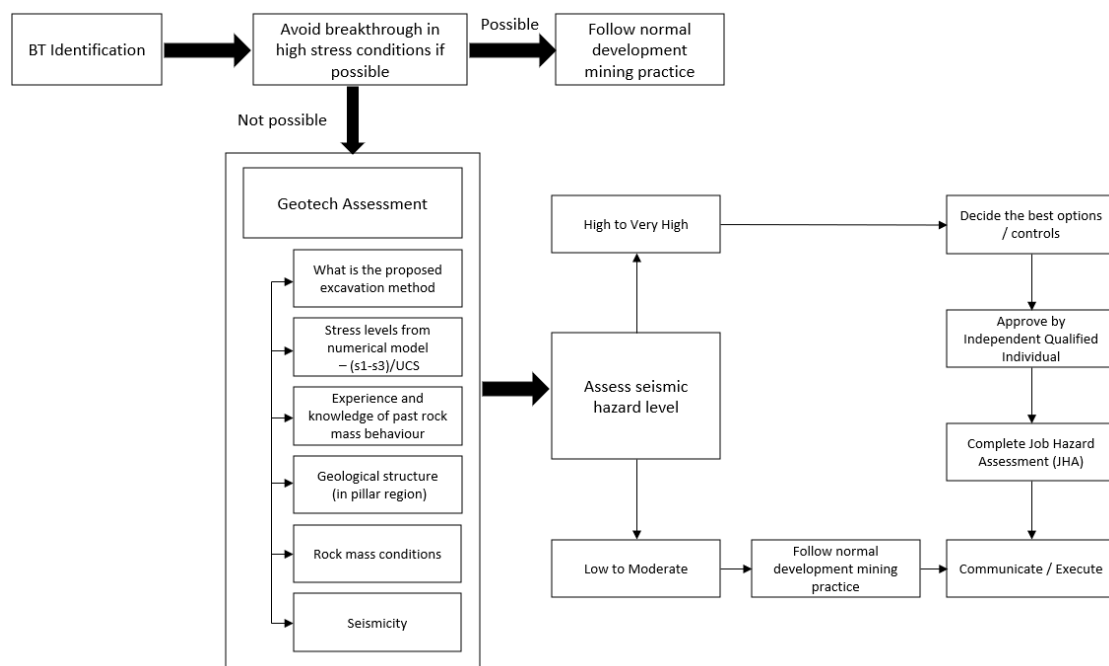 BT Identification
Avoid breakthrough in
high stress conditions if
possible
Possible
Follow normal
development
mining practice
Not possible
Geotech Assessment
What is the proposed
excavation method
Stress levels from
numerical model
– (s1-s3)/UCS
Experience and
knowledge of past rock
mass behaviour
Geological structure
(in pillar region)
Rock mass conditions
Seismicity
Assess seismic
hazard level
High to Very High
Decide the best options
/ controls
Approve by
Independent Qualified
Individual
Complete Job Hazard
Assessment (JHA)
Low to Moderate
Follow normal
development mining
practice
Communicate / Execute